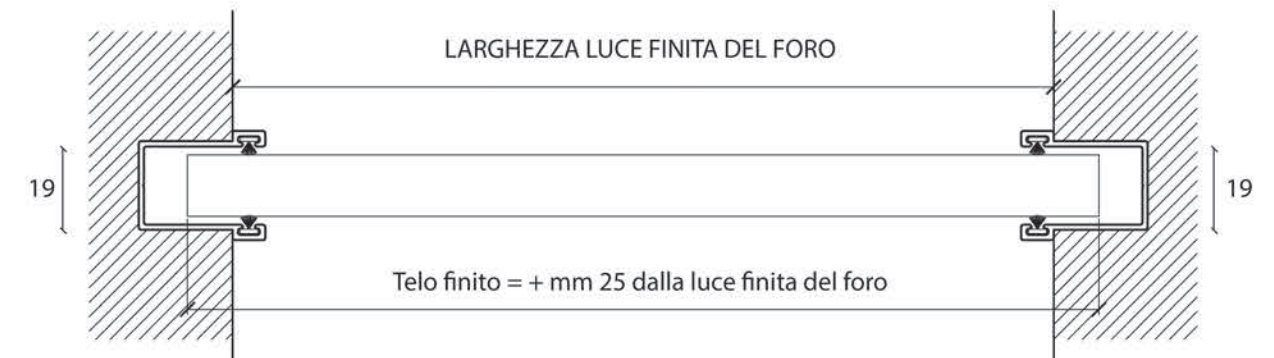 LARGHEZZA LUCE FINITA DEL FORO
19
19
Telo finito = + mm 25 dalla luce finita del foro